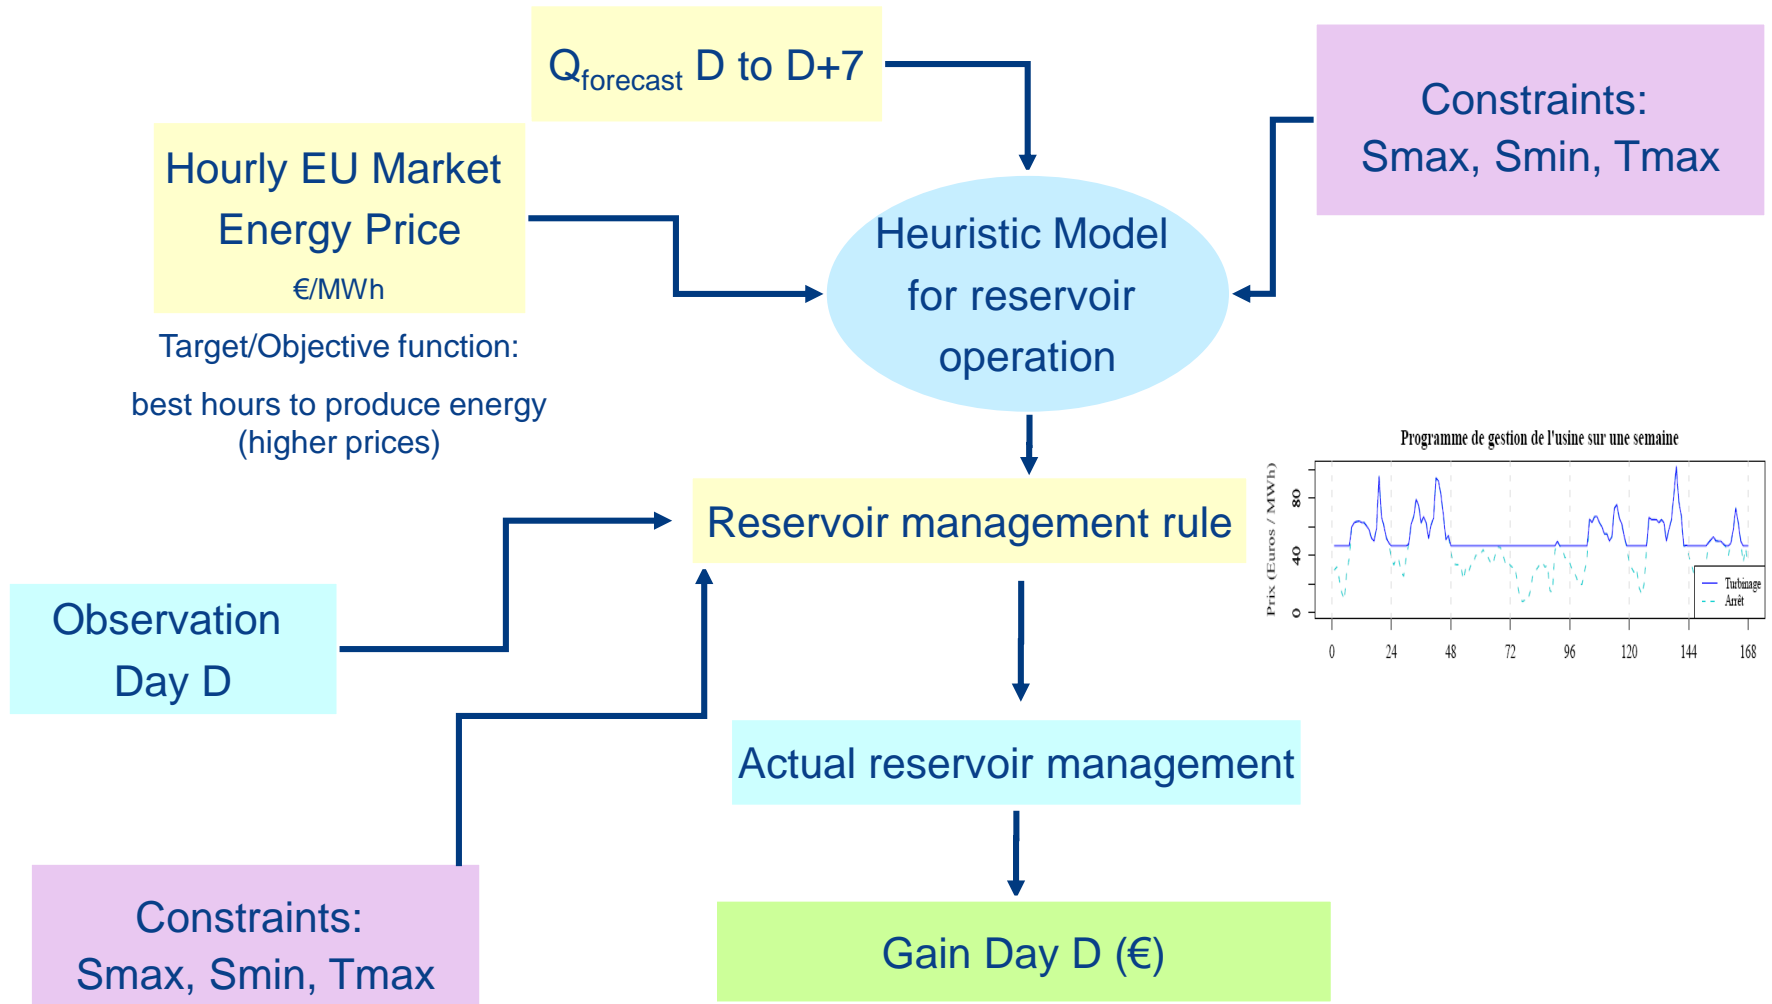 Q_forecast D to D+7
Constraints:
Smax, Smin, Tmax
Hourly EU Market
Energy Price
€/MWh
Target/Objective function:
best hours to produce energy
(higher prices)
Heuristic Model
for reservoir
operation
Programme de gestion de l'usine sur une semaine
Prix (Euros / MWh)
80
40
0
Turbinage
Arrêt
0 24 48 72 96 120 144 168
Reservoir management rule
Observation
Day D
Actual reservoir management
Constraints:
Smax, Smin, Tmax
Gain Day D (€)